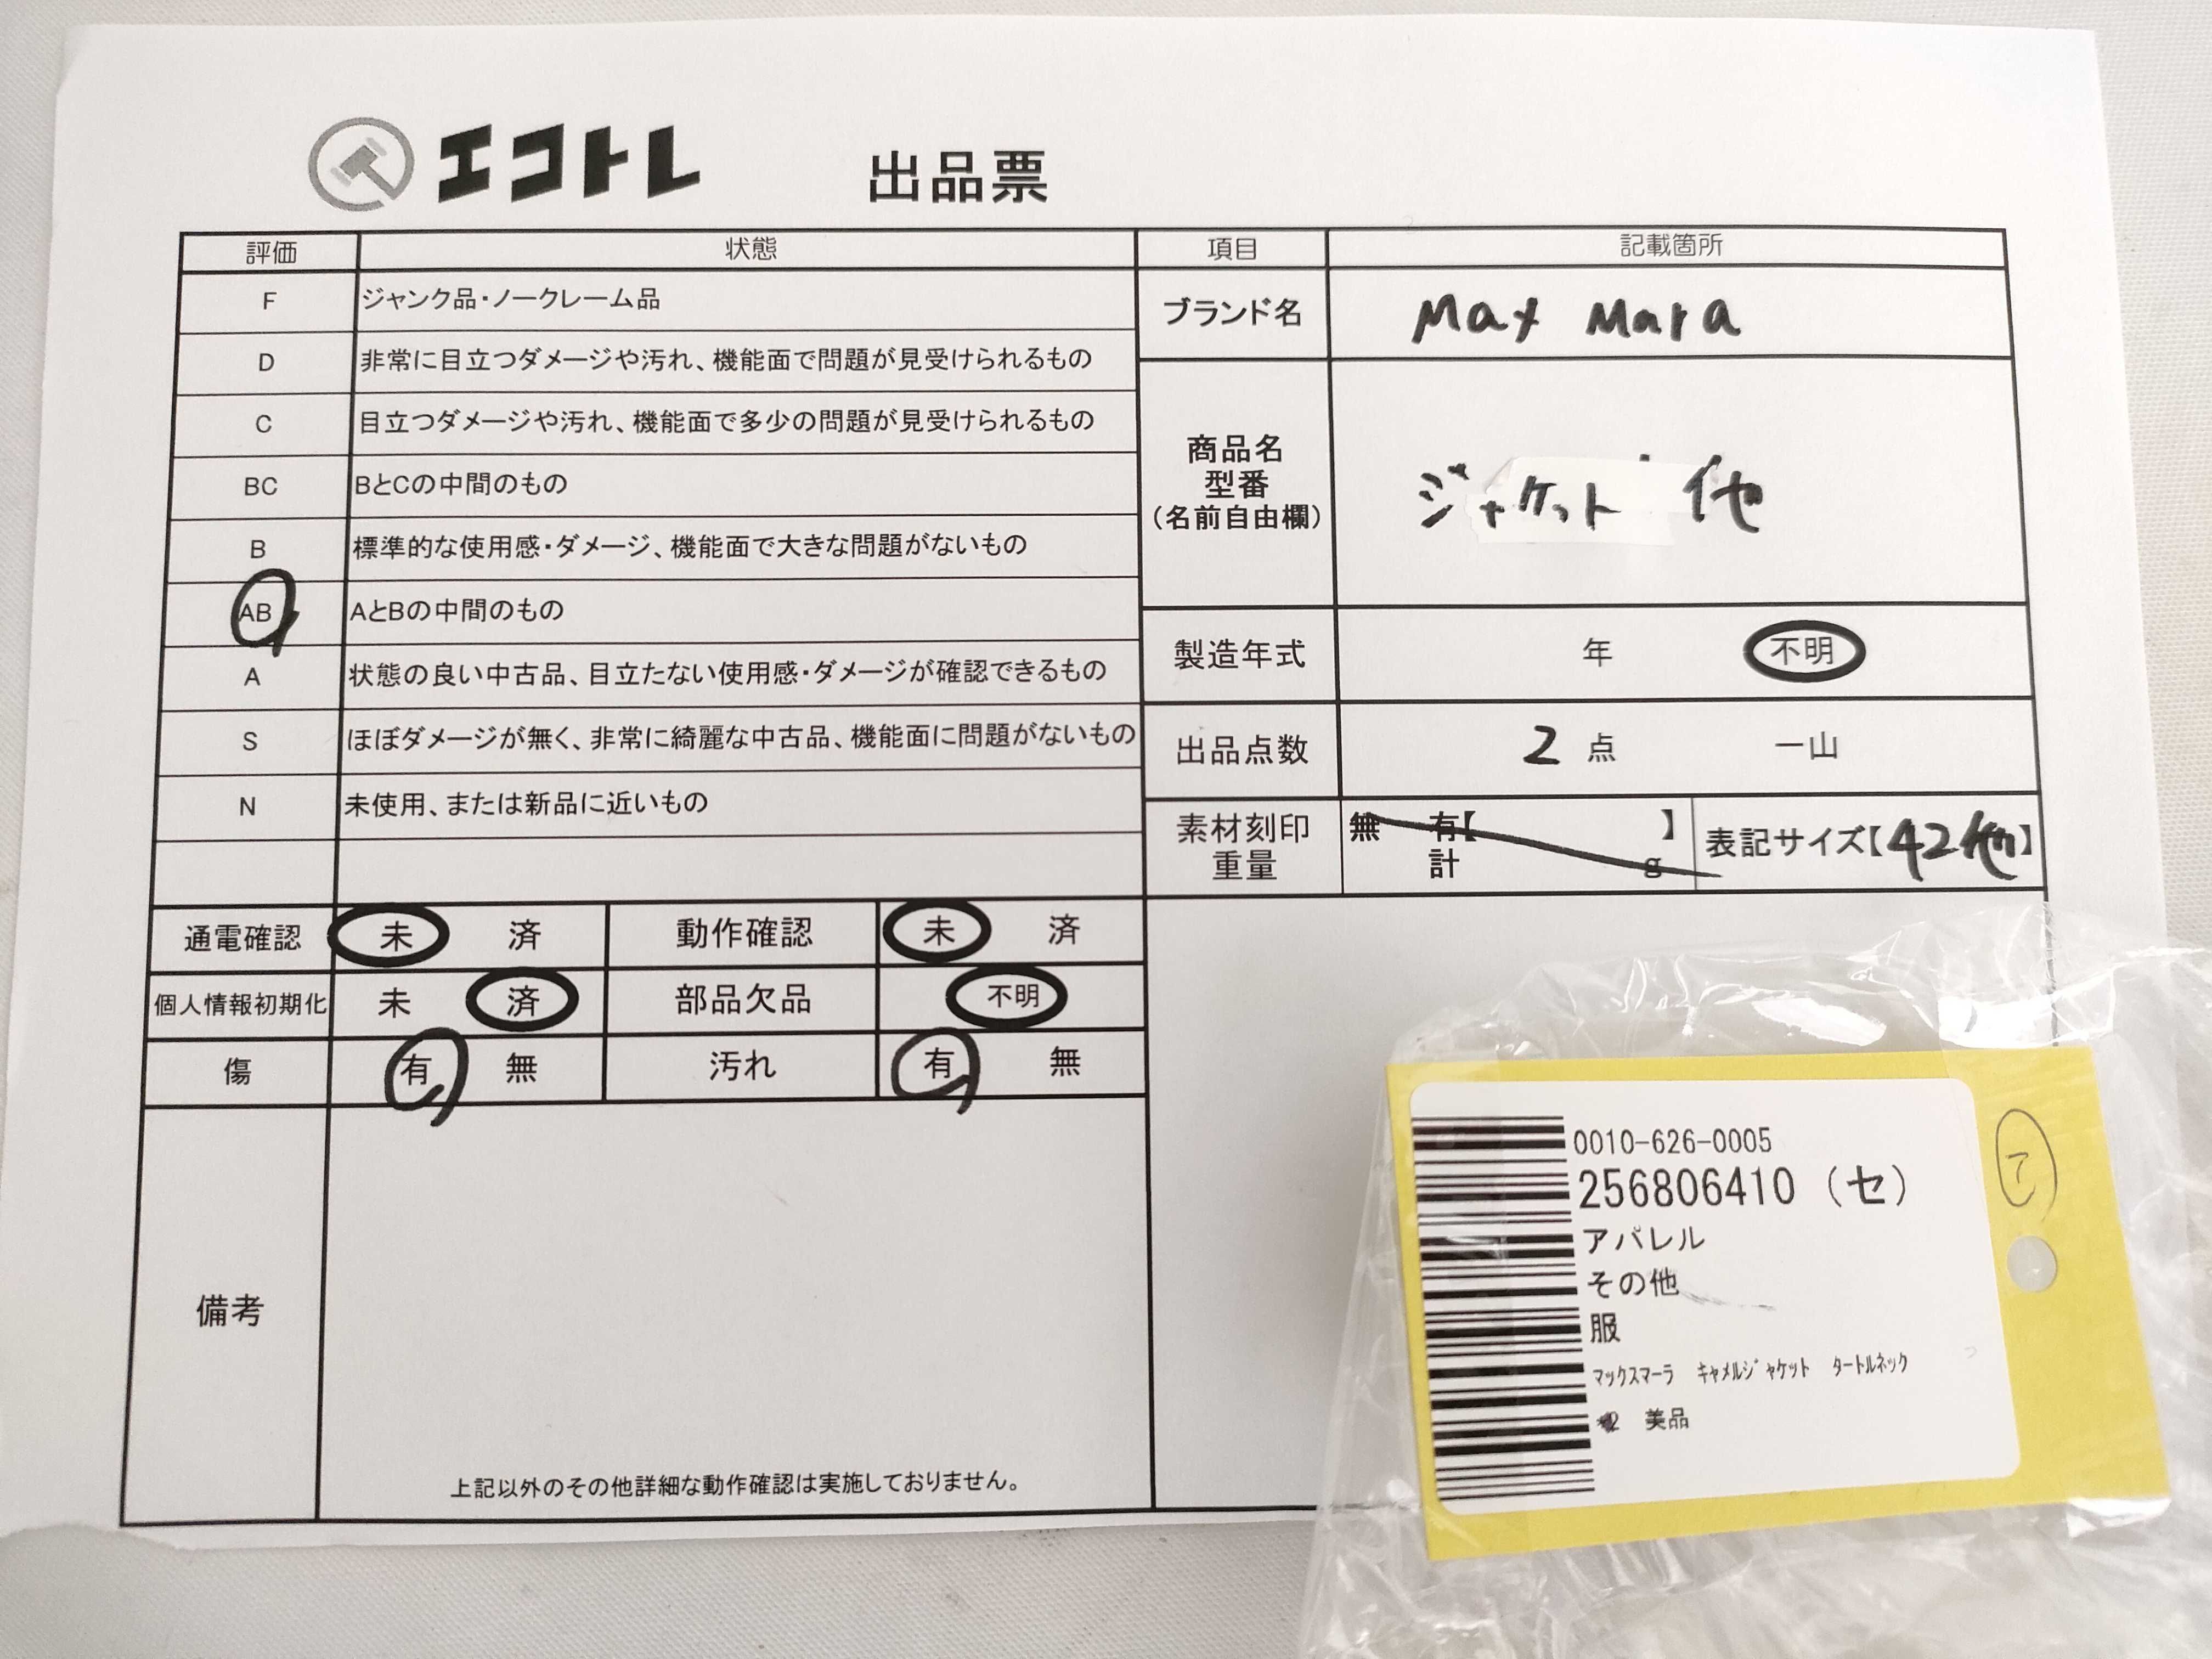 エコトレ 出品票
評価 状態 項目 記載箇所
F ジャンク品・ノークレーム品
D 非常に目立つダメージや汚れ、機能面で問題が見受けられるもの
C 目立つダメージや汚れ、機能面で多少の問題が見受けられるもの
BC BとCの中間のもの
B 標準的な使用感・ダメージ、機能面で大きな問題がないもの
AB AとBの中間のもの
A 状態の良い中古品、目立たない使用感・ダメージが確認できるもの
S ほぼダメージが無く、非常に綺麗な中古品、機能面に問題がないもの
N 未使用、または新品に近いもの
ブランド名 Max Mara
商品名
型番
(名前自由欄)
ジャケット 他
製造年式 年 不明
出品点数 2 点 一山
素材刻印 無 有【 】
重量 計 g
表記サイズ【42他】
通電確認 未 済 動作確認 未 済
個人情報初期化 未 済 部品欠品 不明
傷 有 無 汚れ 有 無
備考
上記以外のその他詳細な動作確認は実施しておりません。
0010-626-0005
256806410 (セ)
アパレル
その他
服
マックスマーラ キャメルジャケット タートルネック
美品